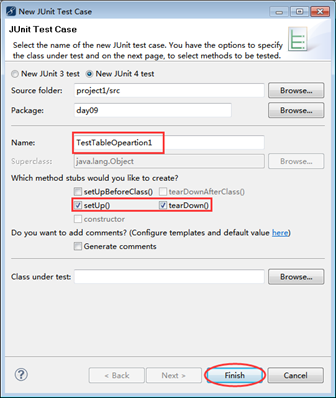 New JUnit Test Case
JUnit Test Case
Select the name of the new JUnit test case. You have the options to specify
the class under test and on the next page, to select methods to be tested.
New JUnit 3 test New JUnit 4 test
Source folder: project1/src Browse...
Package: day09 Browse...
Name: TestTableOpeartion1
Superclass: java.lang.Object Browse...
Which method stubs would you like to create?
setUpBeforeClass() tearDownAfterClass()
setUp() tearDown()
constructor
Do you want to add comments? (Configure templates and default value here)
Generate comments
Class under test: Browse...
? < Back Next > Finish Cancel